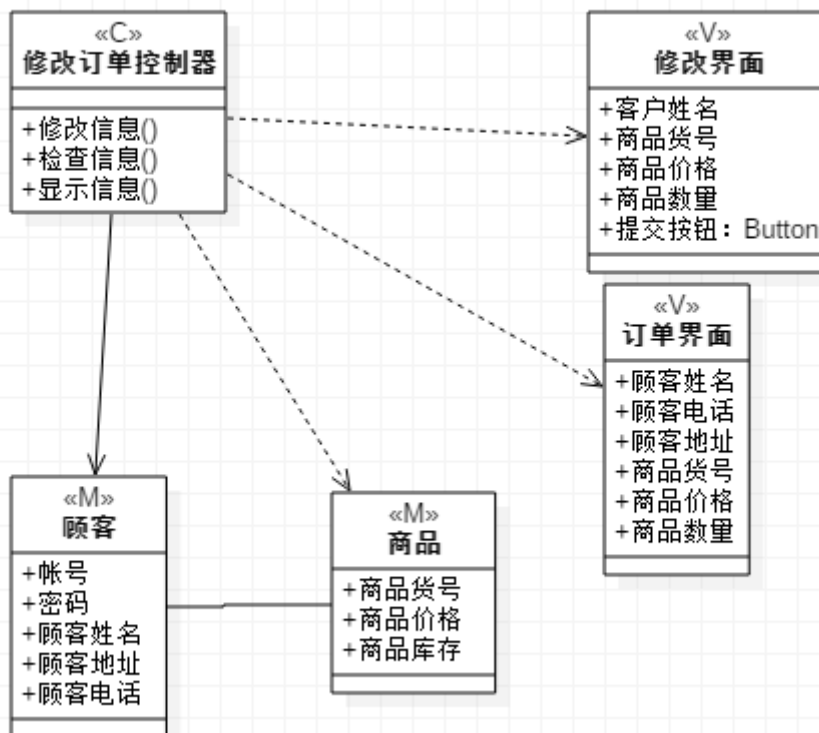 «C»
修改订单控制器
+修改信息()
+检查信息()
+显示信息()
«V»
修改界面
+客户姓名
+商品货号
+商品价格
+商品数量
+提交按钮：Button
«V»
订单界面
+顾客姓名
+顾客电话
+顾客地址
+商品货号
+商品价格
+商品数量
«M»
顾客
+帐号
+密码
+顾客姓名
+顾客地址
+顾客电话
«M»
商品
+商品货号
+商品价格
+商品库存